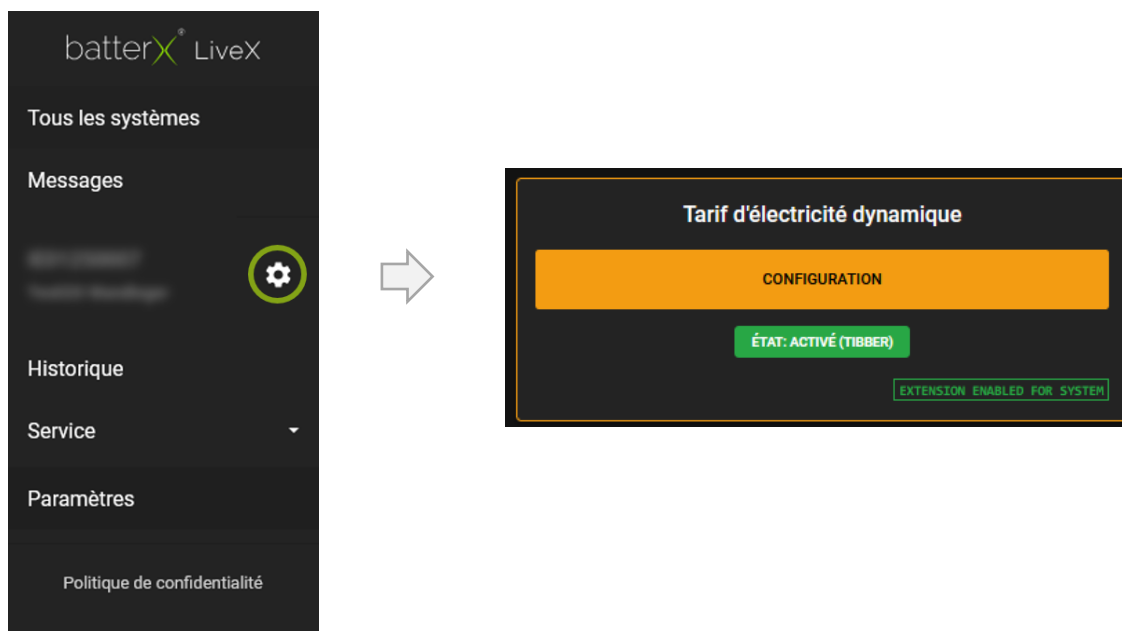 batterX® LiveX
Tous les systèmes
Messages
Historique
Service
Paramètres
Politique de confidentialité
Tarif d'électricité dynamique
CONFIGURATION
ÉTAT: ACTIVÉ (TIBBER)
EXTENSION ENABLED FOR SYSTEM